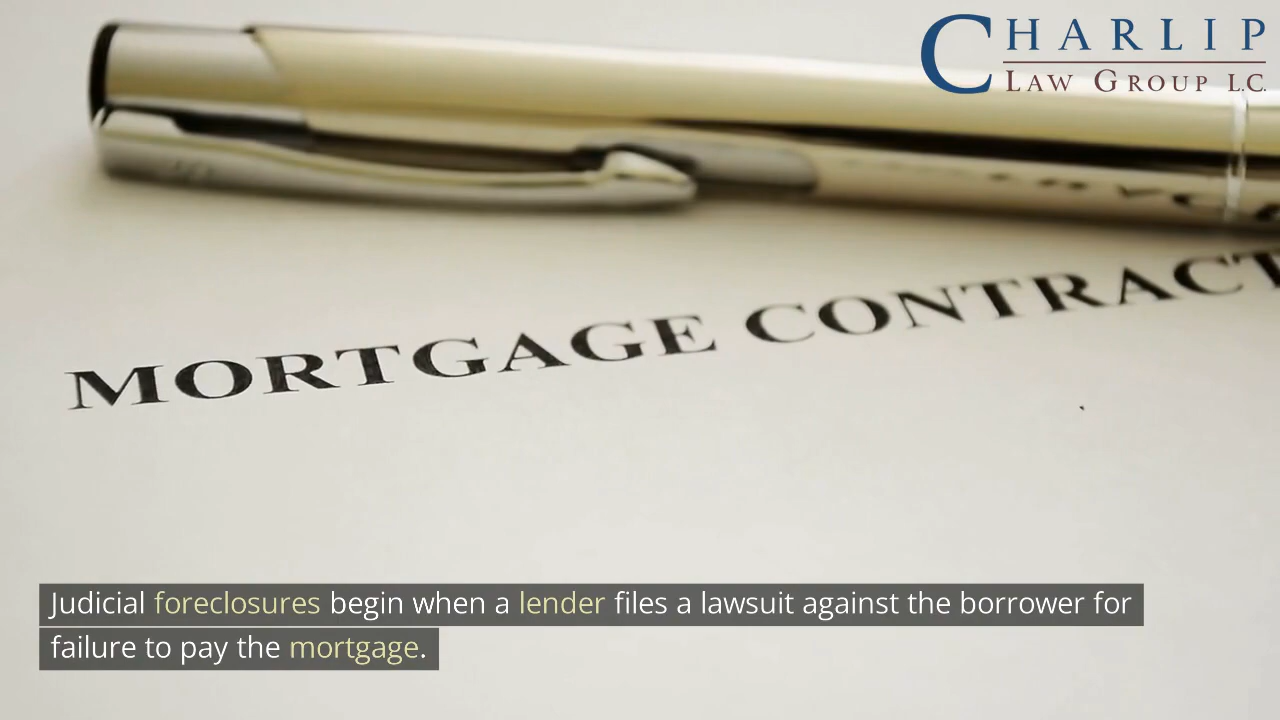 CHARLIP
LAW GROUP L.C.
MORTGAGE CONTRACT
Judicial foreclosures begin when a lender files a lawsuit against the borrower for
failure to pay the mortgage.